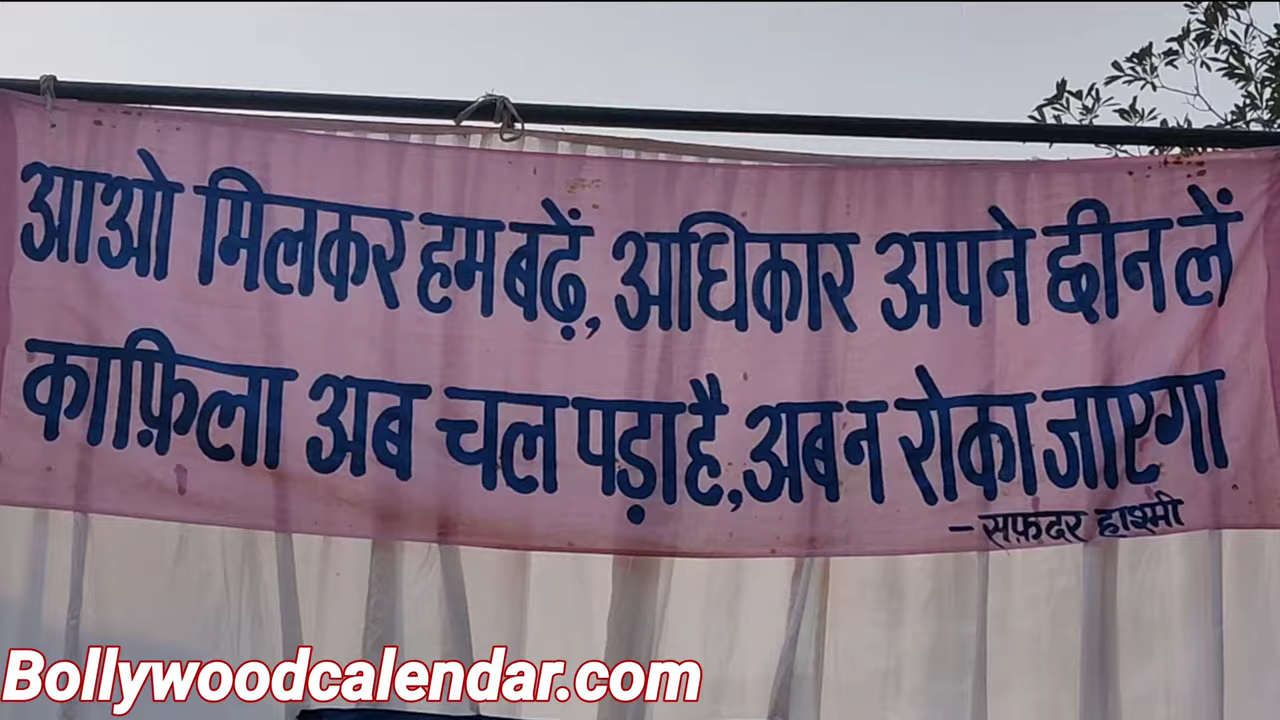 आओ मिलकर हम बढ़ें, अधिकार अपने छीन लें
काफ़िला अब चल पड़ा है, अब न रोका जाएगा
- सफ़दर हाश्मी
Bollywoodcalendar.com